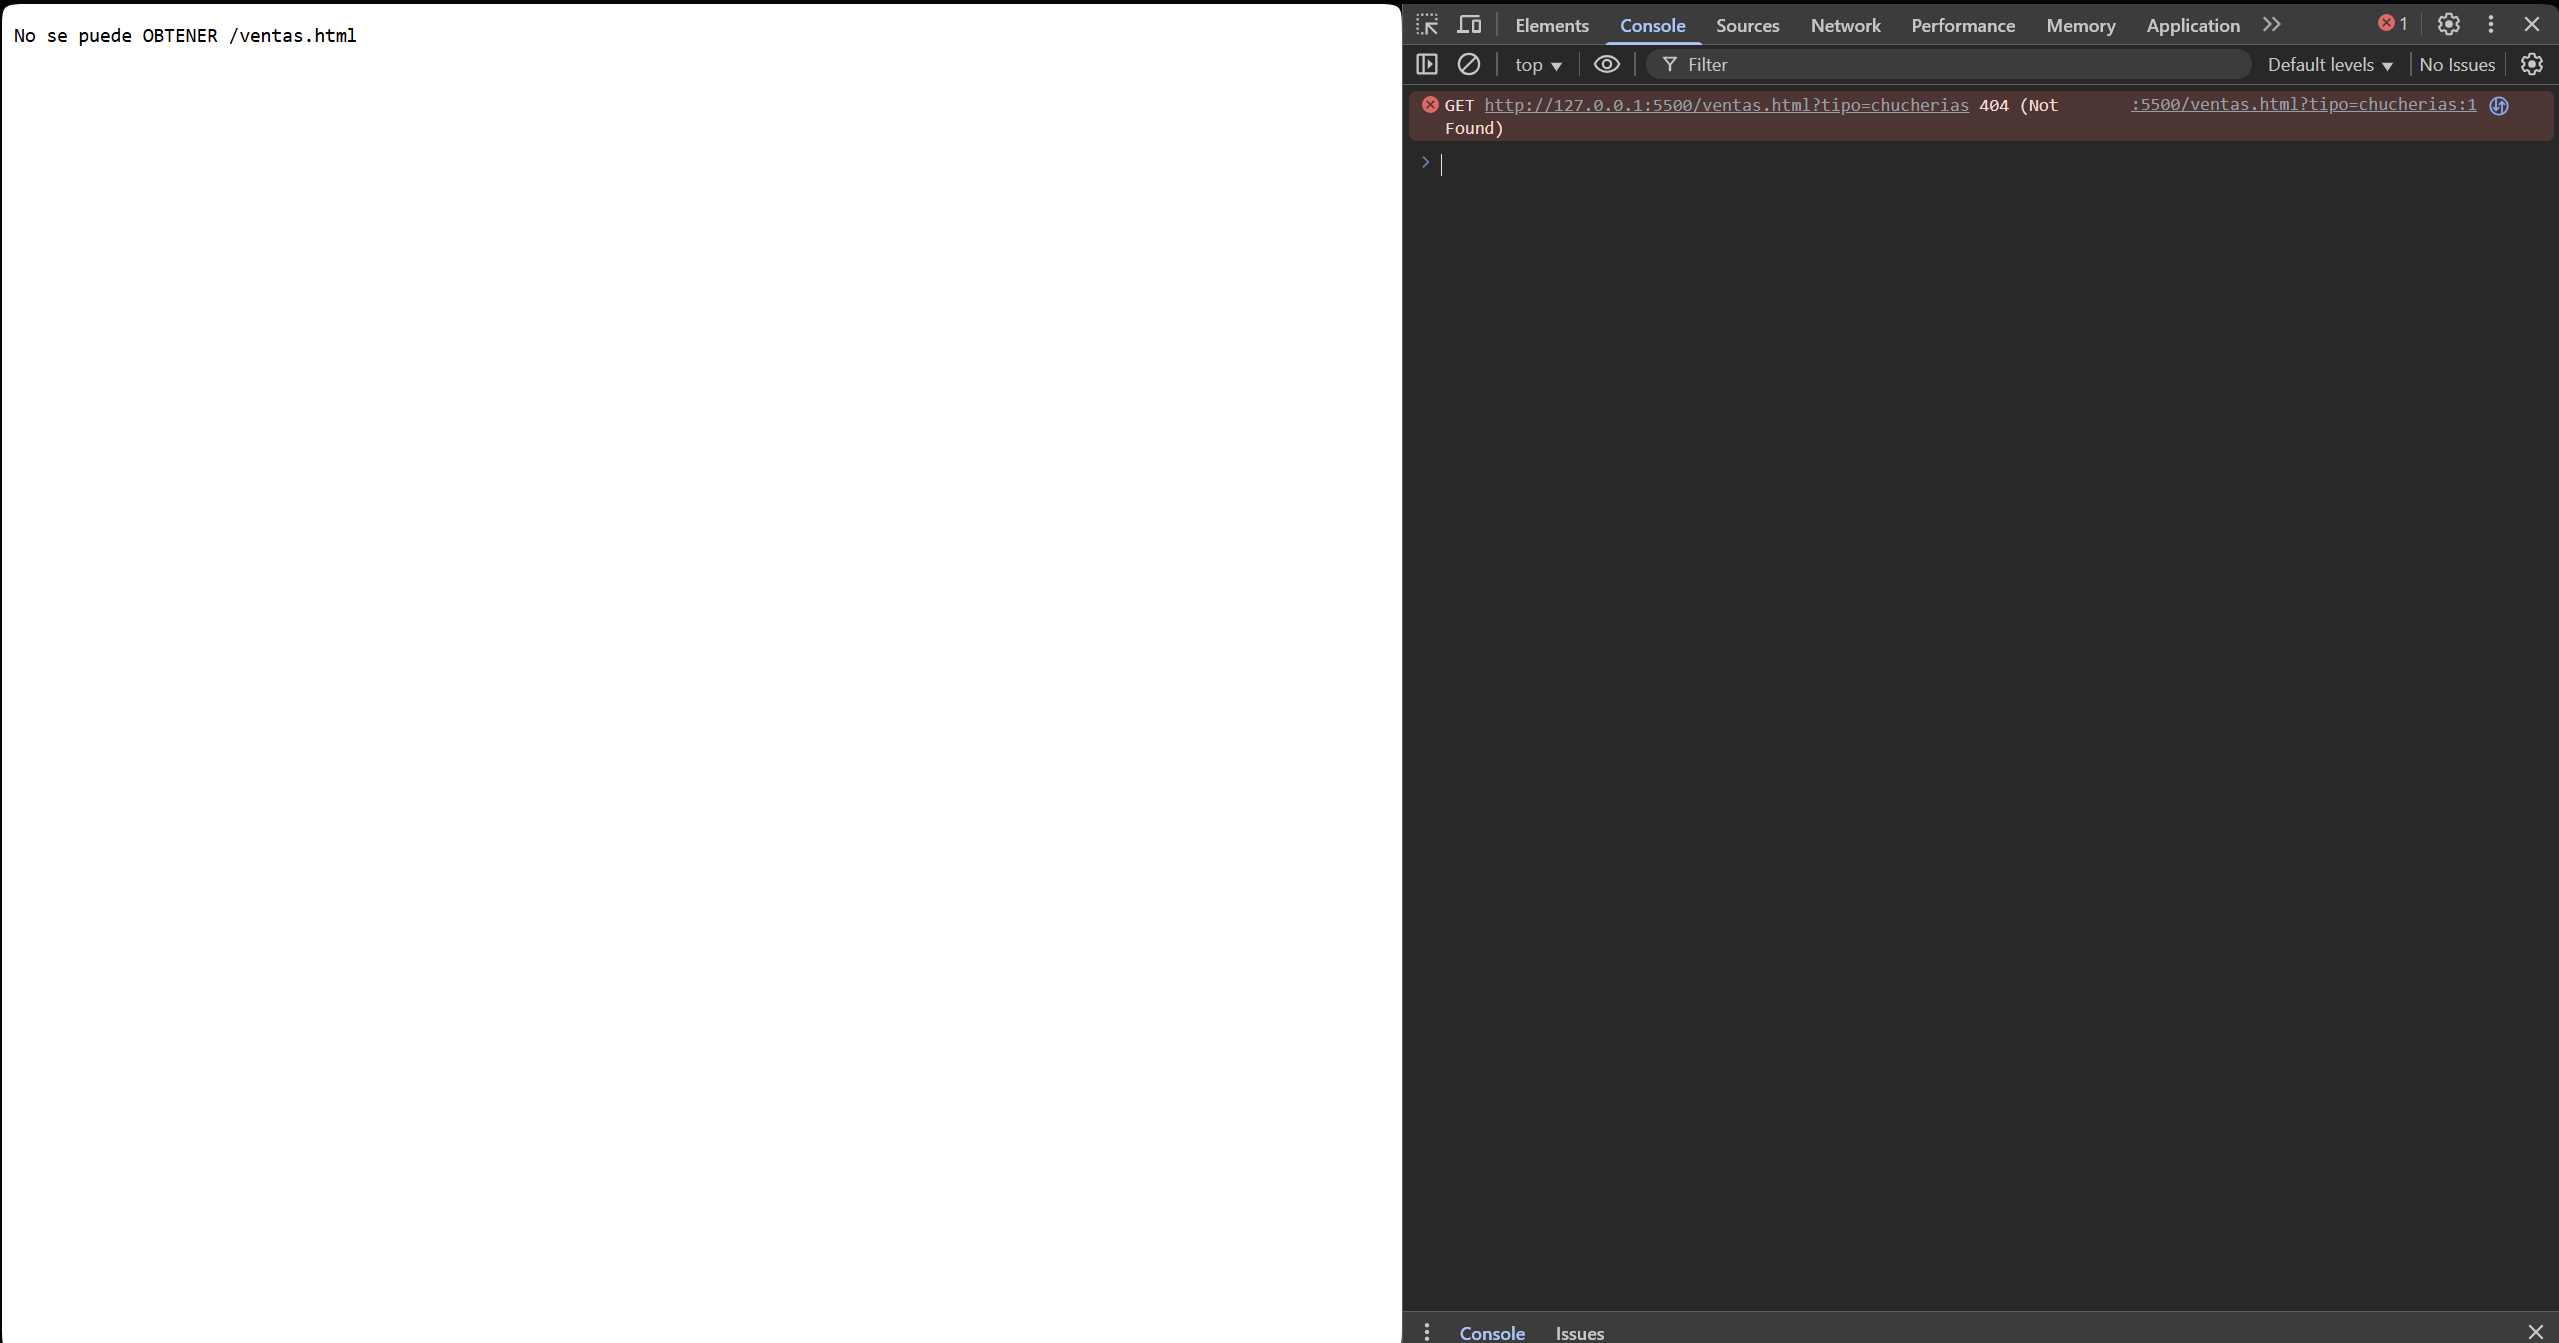 No se puede OBTENER /ventas.html
Elements Console Sources Network Performance Memory Application 1
top Filter Default levels No Issues
GET http://127.0.0.1:5500/ventas.html?tipo=chucherias 404 (Not :5500/ventas.html?tipo=chucherias:1
Found)
Console Issues